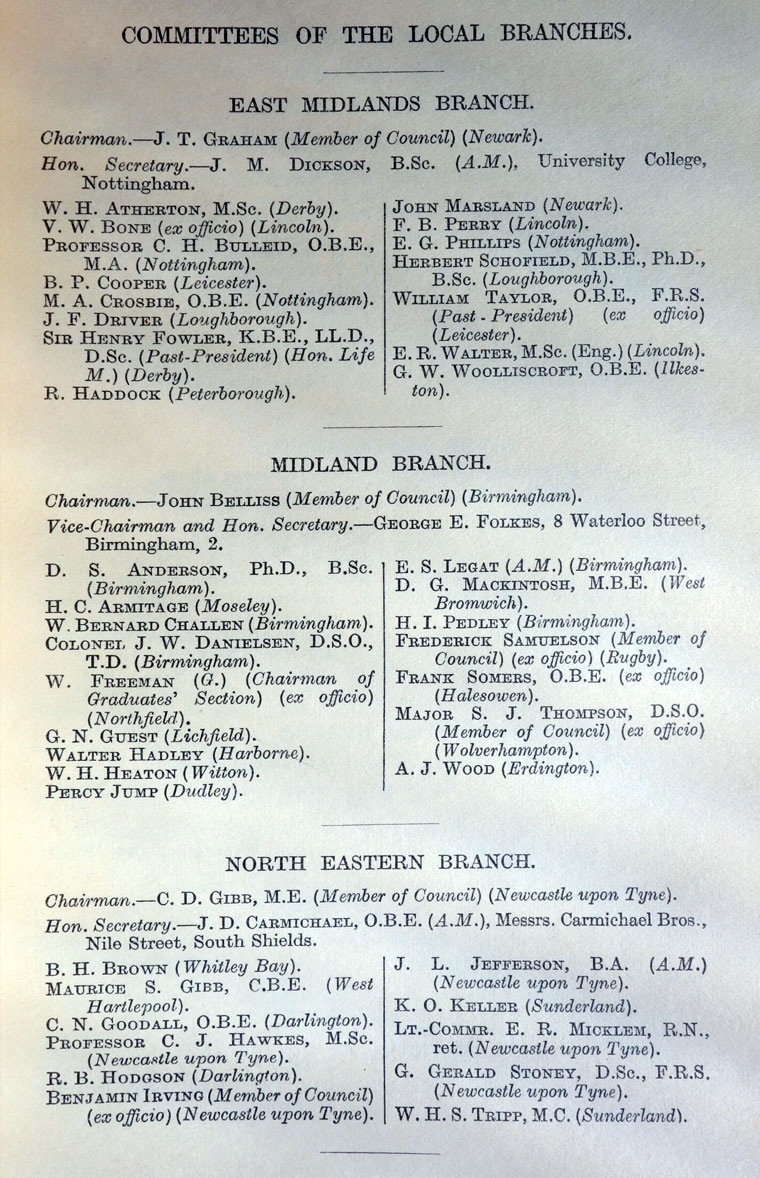 COMMITTEES OF THE LOCAL BRANCHES.
EAST MIDLANDS BRANCH.
Chairman.—J. T. GRAHAM (Member of Council) (Newark).
Hon. Secretary.—J. M. DICKSON, B.Sc. (A.M.), University College,
Nottingham.
W. H. ATHERTON, M.Sc. (Derby).
V. W. BONE (ex officio) (Lincoln).
PROFESSOR C. H. BULLEID, O.B.E.,
M.A. (Nottingham).
B. P. COOPER (Leicester).
M. A. CROSBIE, O.B.E. (Nottingham).
J. F. DRIVER (Loughborough).
SIR HENRY FOWLER, K.B.E., LL.D.,
D.Sc. (Past-President) (Hon. Life
M.) (Derby).
R. HADDOCK (Peterborough).
JOHN MARSLAND (Newark).
F. B. PERRY (Lincoln).
E. G. PHILLIPS (Nottingham).
HERBERT SCHOFIELD, M.B.E., Ph.D.,
B.Sc. (Loughborough).
WILLIAM TAYLOR, O.B.E., F.R.S.
(Past - President) (ex officio)
(Leicester).
E. R. WALTER, M.Sc. (Eng.) (Lincoln).
G. W. WOOLLISCROFT, O.B.E. (Ilkes-
ton).
MIDLAND BRANCH.
Chairman.—JOHN BELLISS (Member of Council) (Birmingham).
Vice-Chairman and Hon. Secretary.—GEORGE E. FOLKES, 8 Waterloo Street,
Birmingham, 2.
D. S. ANDERSON, Ph.D., B.Sc.
(Birmingham).
H. C. ARMITAGE (Moseley).
W. BERNARD CHALLEN (Birmingham).
COLONEL J. W. DANIELSEN, D.S.O.,
T.D. (Birmingham).
W. FREEMAN (G.) (Chairman of
Graduates' Section) (ex officio)
(Northfield).
G. N. GUEST (Lichfield).
WALTER HADLEY (Harborne).
W. H. HEATON (Witton).
PERCY JUMP (Dudley).
E. S. LEGAT (A.M.) (Birmingham).
D. G. MACKINTOSH, M.B.E. (West
Bromwich).
H. I. PEDLEY (Birmingham).
FREDERICK SAMUELSON (Member of
Council) (ex officio) (Rugby).
FRANK SOMERS, O.B.E. (ex officio)
(Halesowen).
MAJOR S. J. THOMPSON, D.S.O.
(Member of Council) (ex officio)
(Wolverhampton).
A. J. WOOD (Erdington).
NORTH EASTERN BRANCH.
Chairman.—C. D. GIBB, M.E. (Member of Council) (Newcastle upon Tyne).
Hon. Secretary.—J. D. CARMICHAEL, O.B.E. (A.M.), Messrs. Carmichael Bros.,
Nile Street, South Shields.
B. H. BROWN (Whitley Bay).
MAURICE S. GIBB, C.B.E. (West
Hartlepool).
C. N. GOODALL, O.B.E. (Darlington).
PROFESSOR C. J. HAWKES, M.Sc.
(Newcastle upon Tyne).
R. B. HODGSON (Darlington).
BENJAMIN IRVING (Member of Council)
(ex officio) (Newcastle upon Tyne).
J. L. JEFFERSON, B.A. (A.M.)
(Newcastle upon Tyne).
K. O. KELLER (Sunderland).
LT.-COMMR. E. R. MICKLEM, R.N.,
ret. (Newcastle upon Tyne).
G. GERALD STONEY, D.Sc., F.R.S.
(Newcastle upon Tyne).
W. H. S. TRIPP, M.C. (Sunderland).